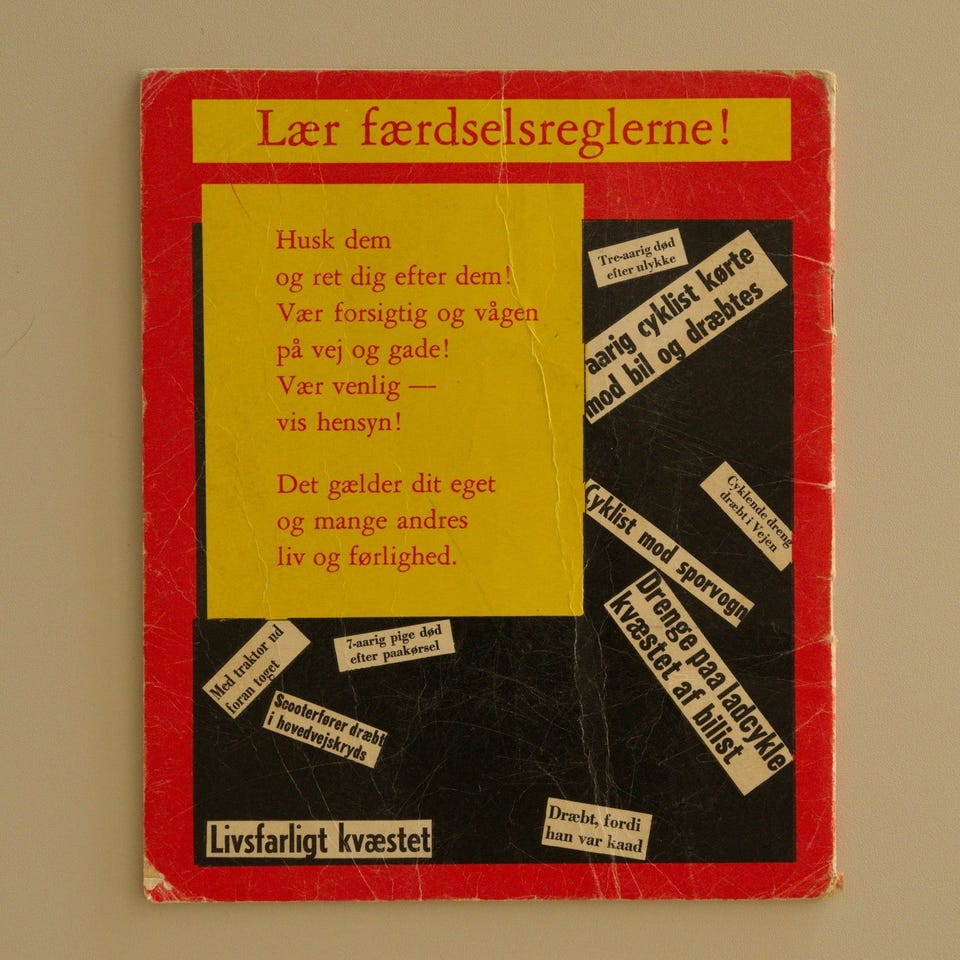 Lær færdselsreglerne!
Husk dem
og ret dig efter dem!
Vær forsigtig og vågen
på vej og gade!
Vær venlig —
vis hensyn!
Det gælder dit eget
og mange andres
liv og førlighed.
Tre-aarig død
efter ulykke
aarig cyklist kørte
mod bil og dræbtes
Cyklende dreng
dræbt i Vejen
Cyklist mod sporvogn
Drenge paa ladcykle
kvæstet af bilist
Med traktor ud
foran toget
7-aarig pige død
efter paakørsel
Scooterfører dræbt
i hovedvejskryds
Livsfarligt kvæstet
Dræbt, fordi
han var kaad